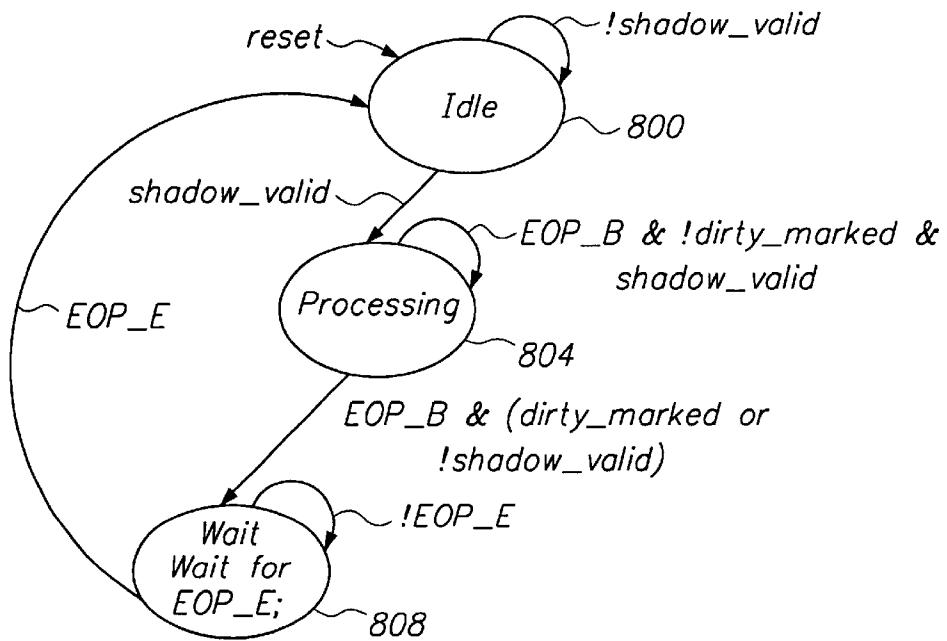 !shadow_valid
reset
Idle
800
shadow_valid
EOP_B & !dirty_marked &
shadow_valid
Processing
EOP_E
804
EOP_B & (dirty_marked or
!shadow_valid)
!EOP_E
Wait
Wait for
EOP_E;
808